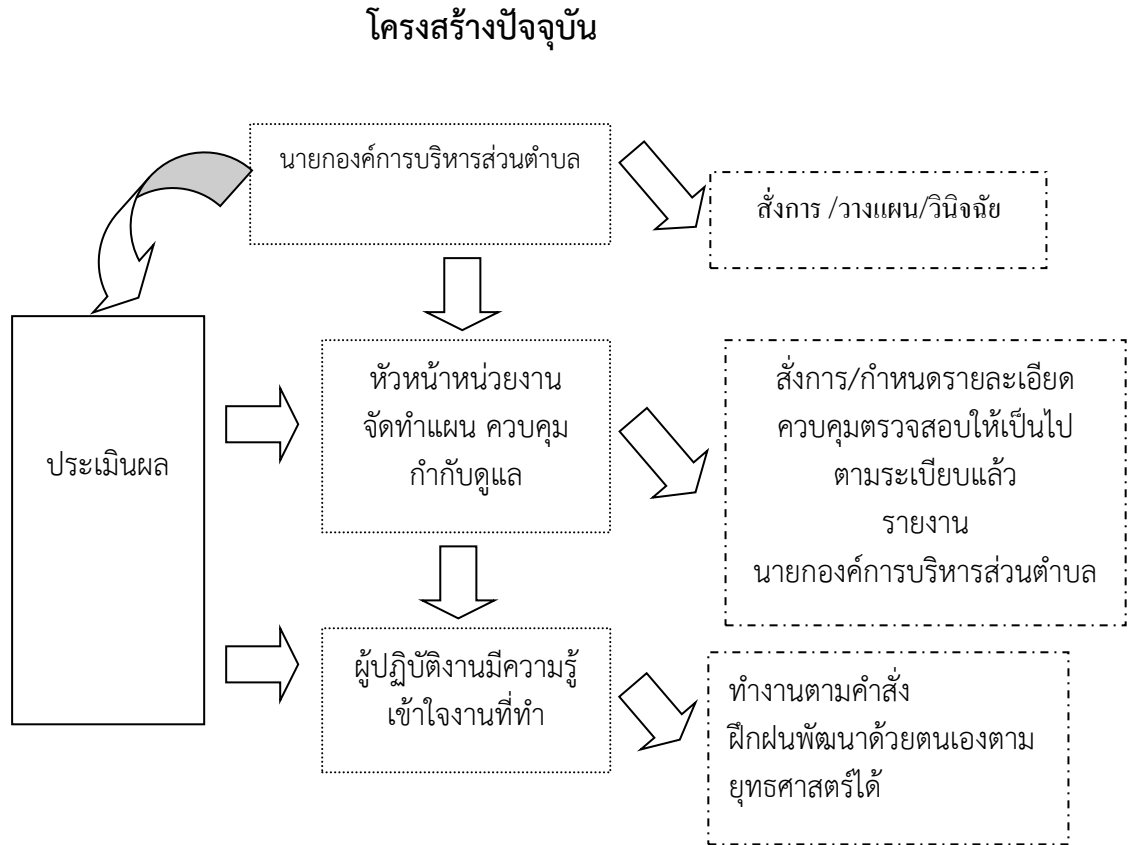 โครงสร้างปัจจุบัน
นายกองค์การบริหารส่วนตำบล
สั่งการ /วางแผน/วินิจฉัย
ประเมินผล
หัวหน้าหน่วยงาน
จัดทำแผน ควบคุม
กำกับดูแล
สั่งการ/กำหนดรายละเอียด
ควบคุมตรวจสอบให้เป็นไป
ตามระเบียบแล้ว
รายงาน
นายกองค์การบริหารส่วนตำบล
ผู้ปฏิบัติงานมีความรู้
เข้าใจงานที่ทำ
ทำงานตามคำสั่ง
ฝึกฝนพัฒนาด้วยตนเองตาม
ยุทธศาสตร์ได้